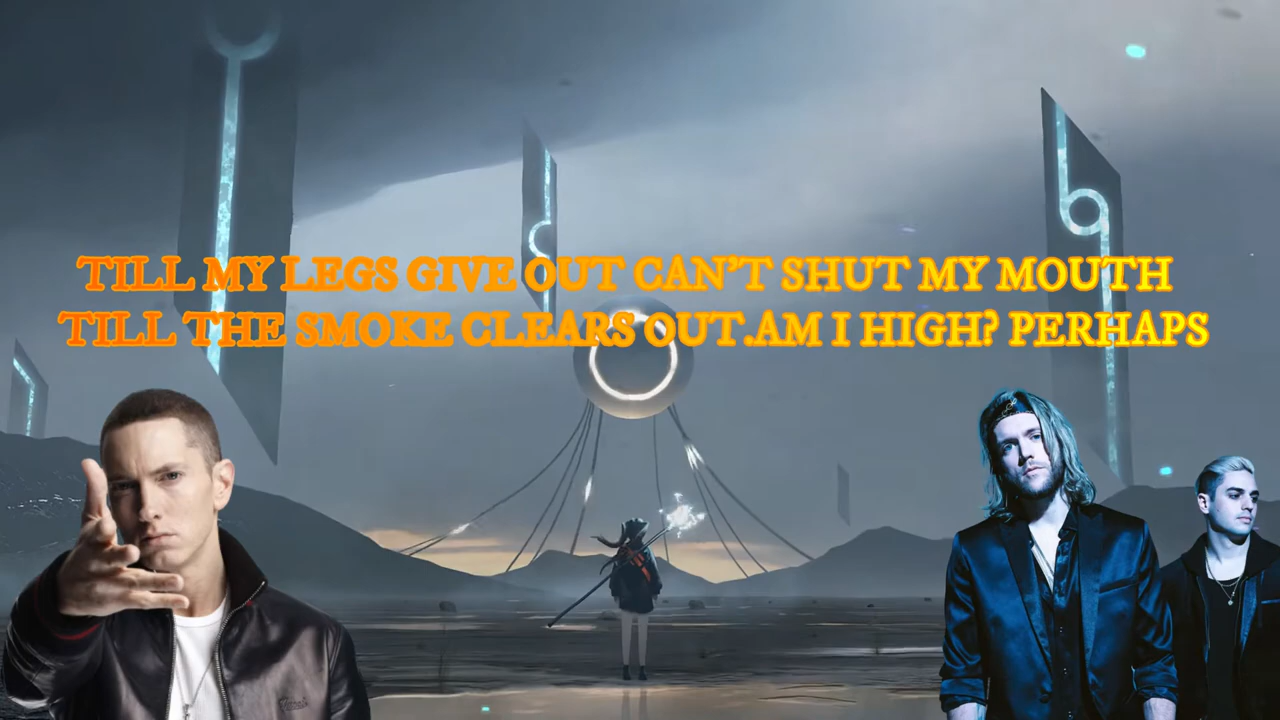 TILL MY LEGS GIVE OUT CAN’T SHUT MY MOUTH
TILL THE SMOKE CLEARS OUT.AM I HIGH? PERHAPS